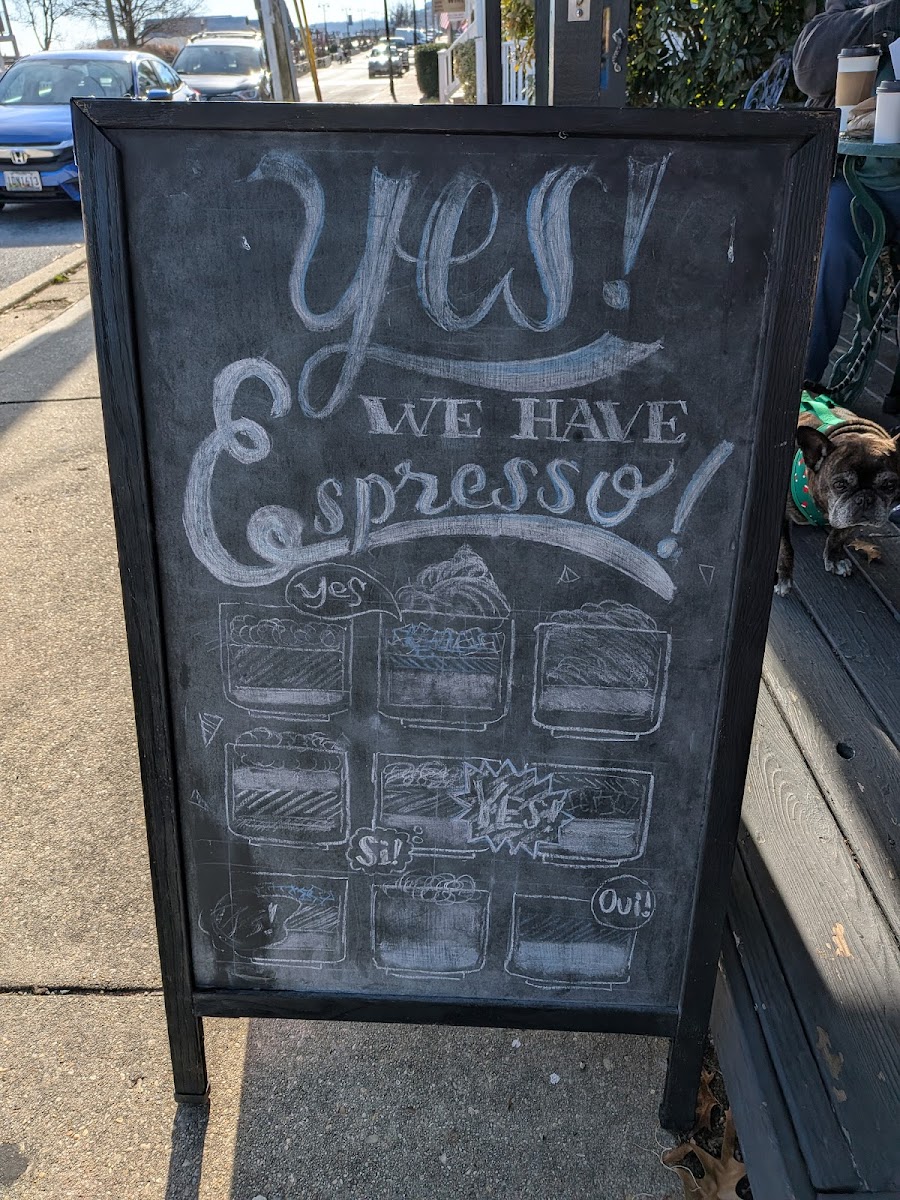 yes!
WE HAVE
Espresso!
yes
YES!
Si!
Oui!